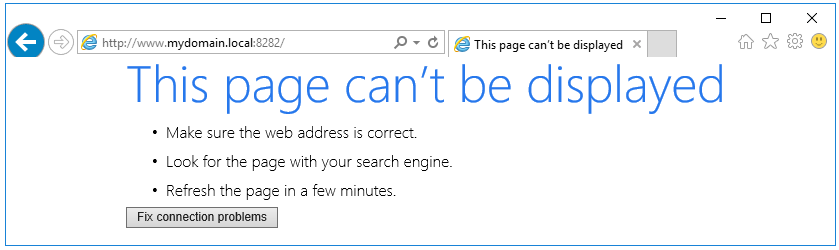 http://www.mydomain.local:8282/
This page can’t be displayed
This page can’t be displayed
• Make sure the web address is correct.
• Look for the page with your search engine.
• Refresh the page in a few minutes.
Fix connection problems